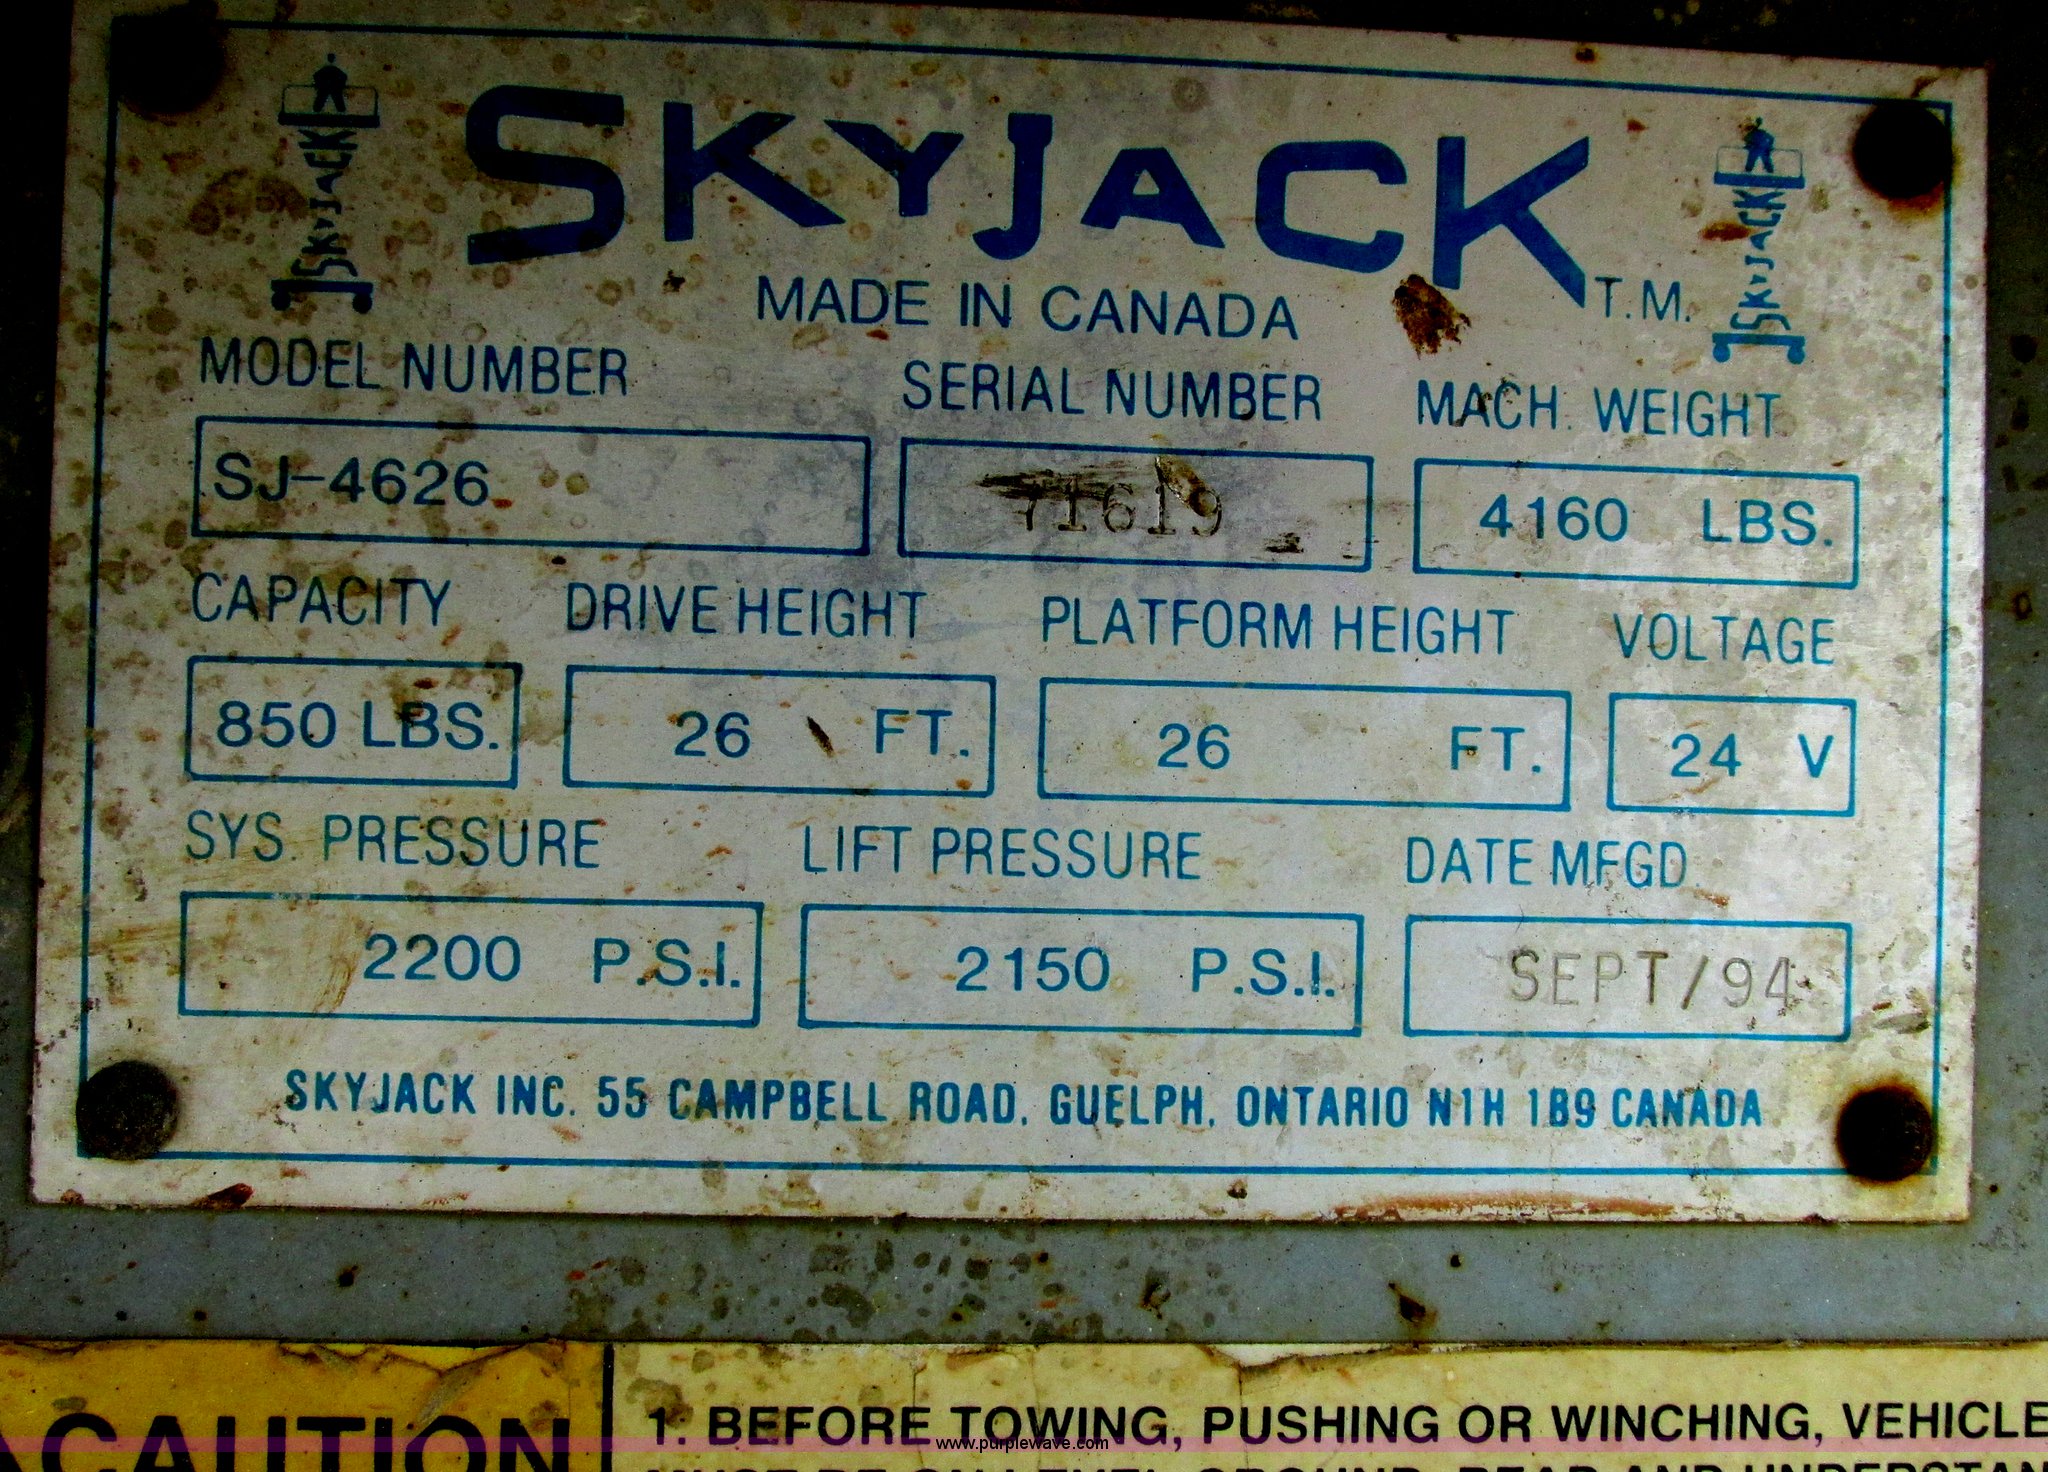 SKYJACK T.M.
SKYJACK
SKYJACK
MADE IN CANADA
MODEL NUMBER SERIAL NUMBER MACH. WEIGHT
SJ-4626 71619 4160 LBS.
CAPACITY DRIVE HEIGHT PLATFORM HEIGHT VOLTAGE
850 LBS. 26 FT. 26 FT. 24 V
SYS. PRESSURE LIFT PRESSURE DATE MFGD.
2200 P.S.I. 2150 P.S.I. SEPT/94
SKYJACK INC. 55 CAMPBELL ROAD, GUELPH, ONTARIO N1H 1B9 CANADA
CAUTION
1. BEFORE TOWING, PUSHING OR WINCHING, VEHICLE
www.purplewave.com